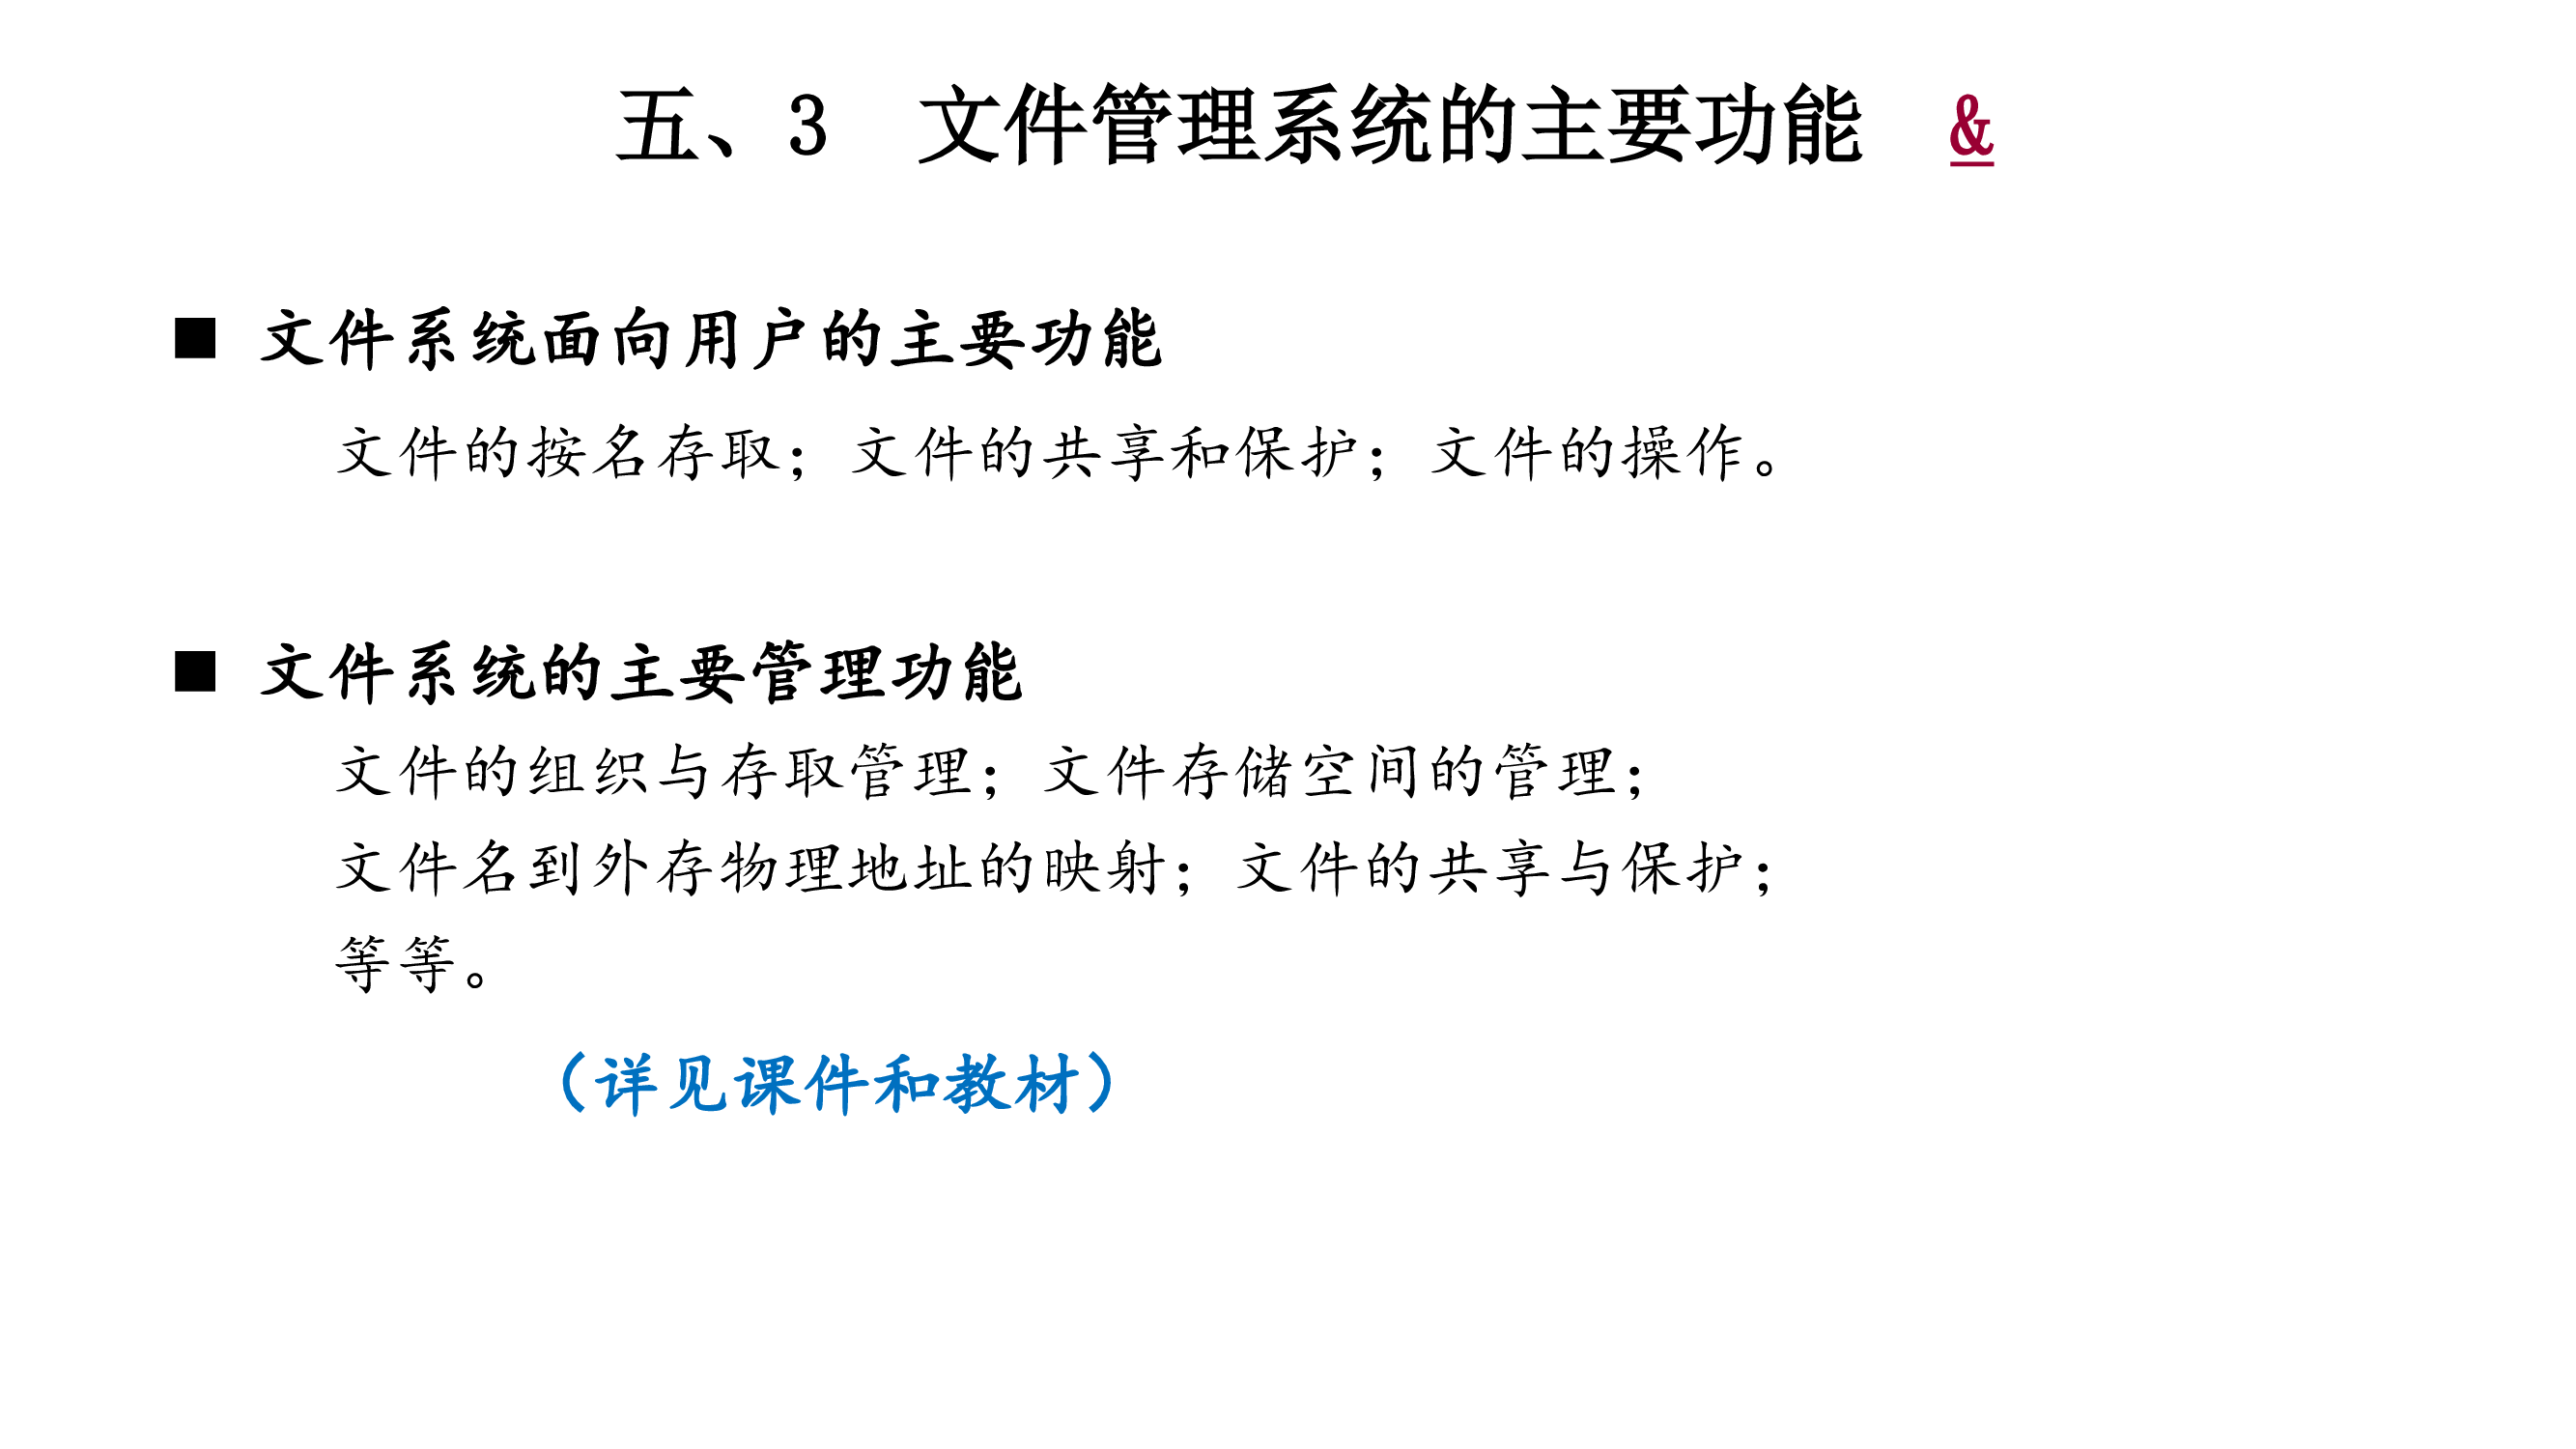 五、3　文件管理系统的主要功能　&
■ 文件系统面向用户的主要功能
文件的按名存取；文件的共享和保护；文件的操作。
■ 文件系统的主要管理功能
文件的组织与存取管理；文件存储空间的管理；
文件名到外存物理地址的映射；文件的共享与保护；
等等。
（详见课件和教材）